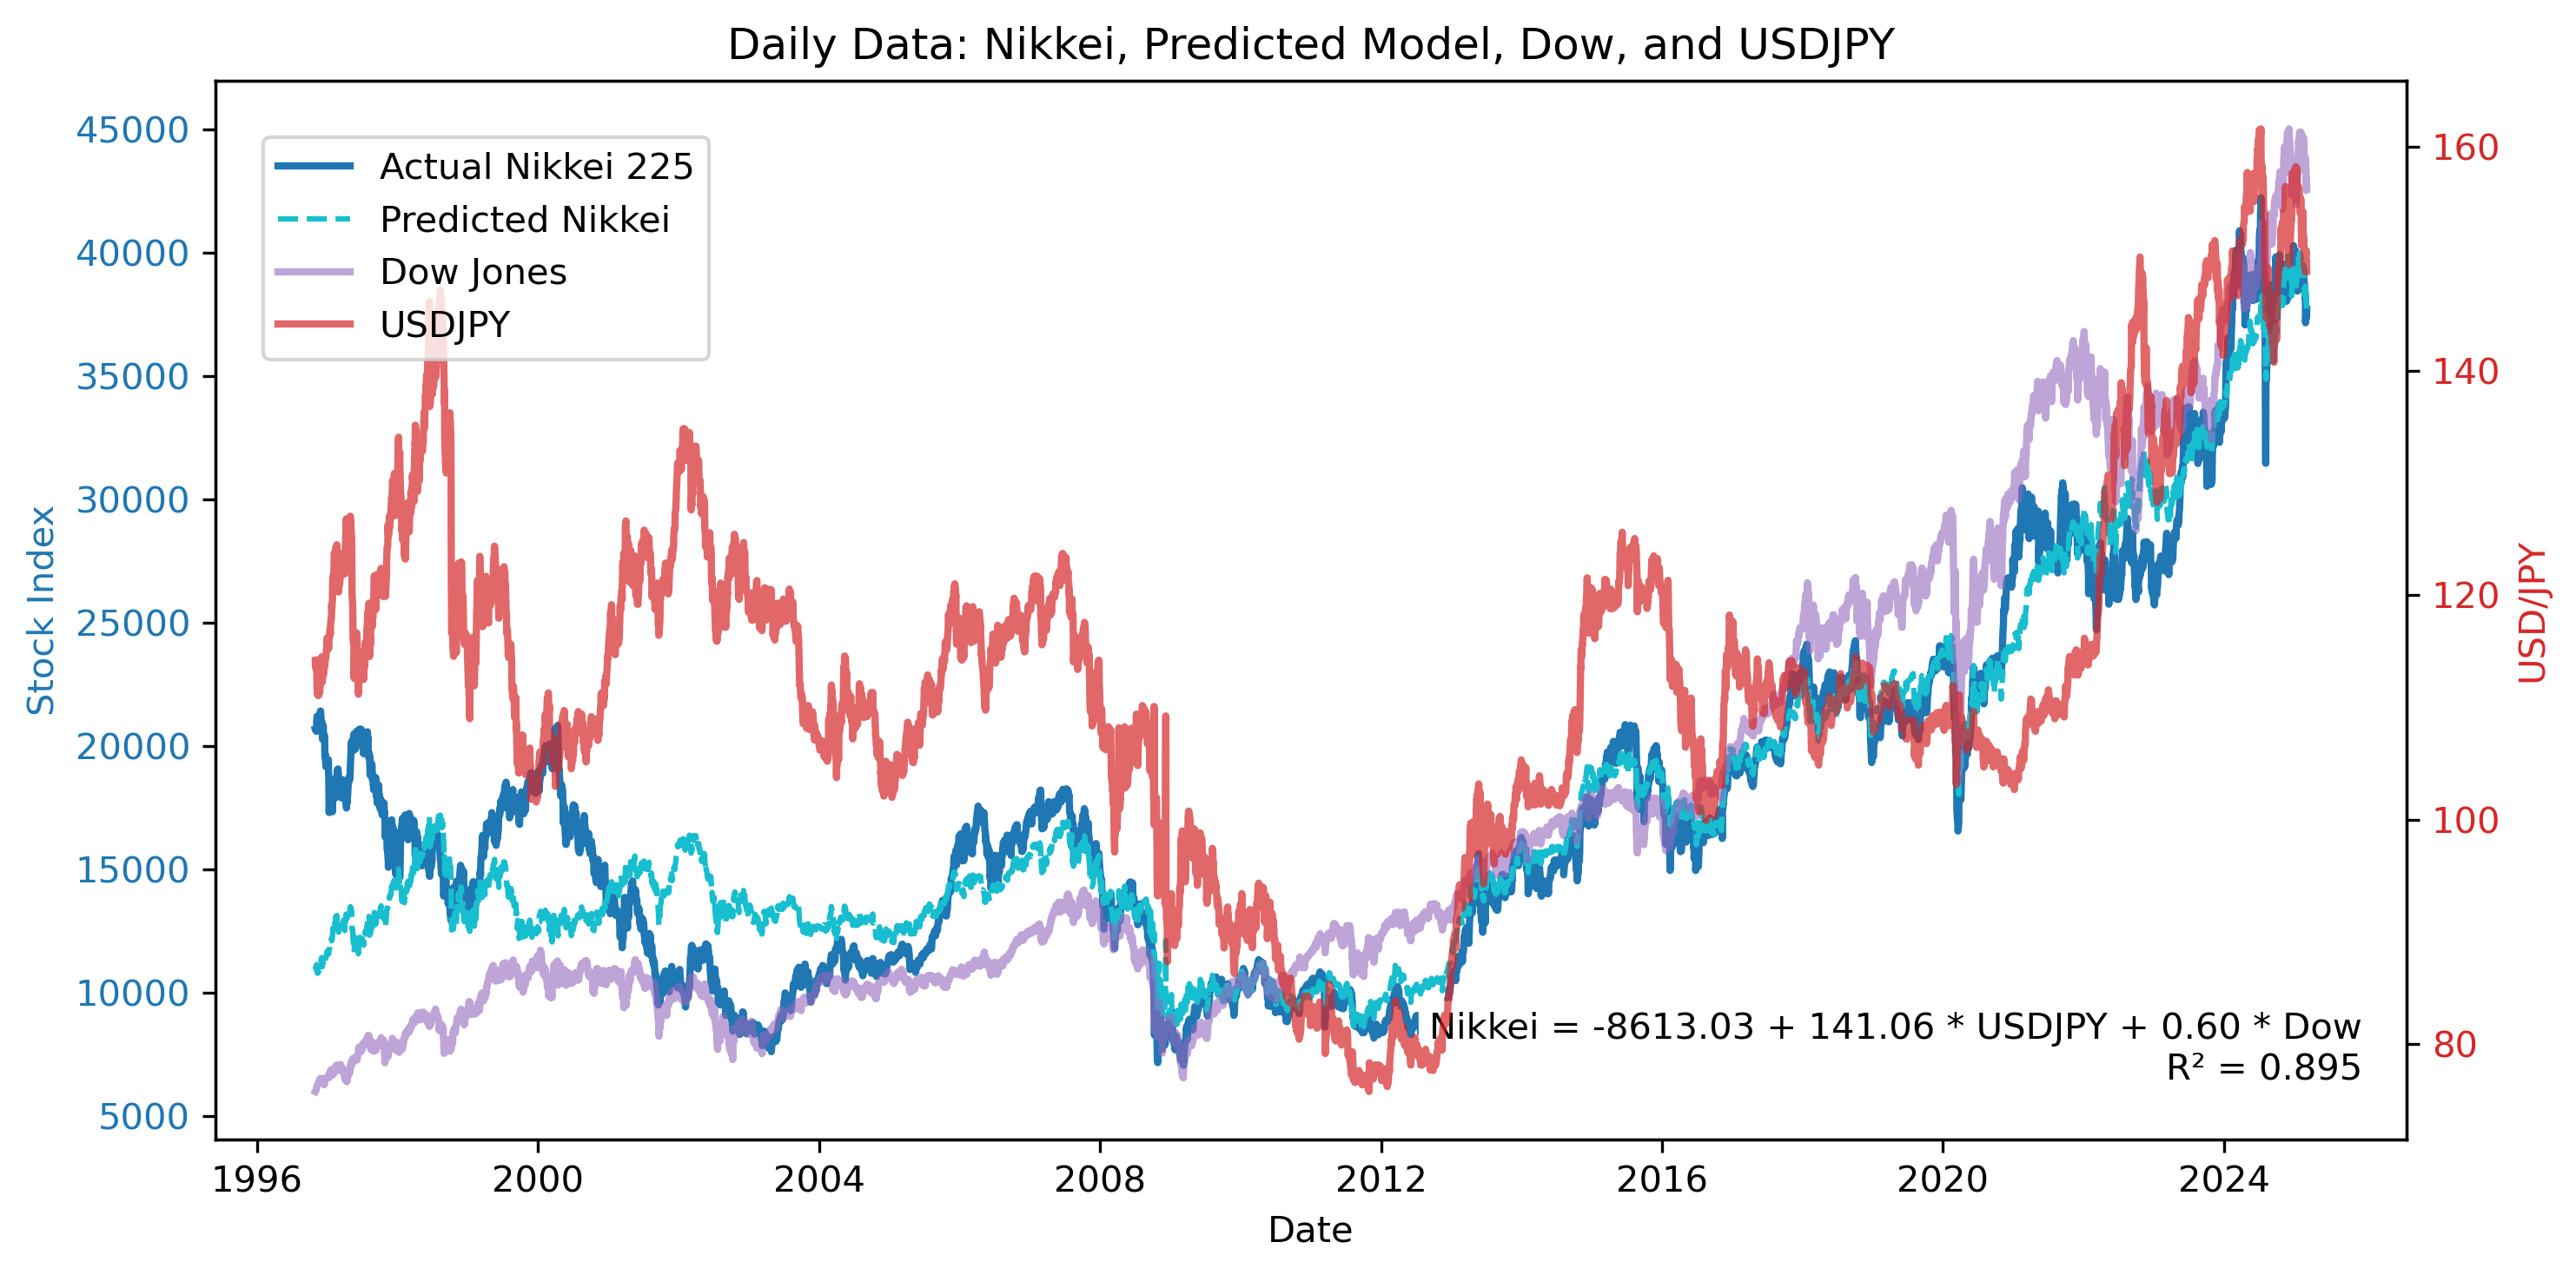 Daily Data: Nikkei, Predicted Model, Dow, and USDJPY
45000
40000
35000
30000
25000
20000
15000
10000
5000
Stock Index
Actual Nikkei 225
Predicted Nikkei
Dow Jones
USDJPY
160
140
120
100
80
USD/JPY
Nikkei = -8613.03 + 141.06 * USDJPY + 0.60 * Dow
R² = 0.895
1996 2000 2004 2008 2012 2016 2020 2024
Date